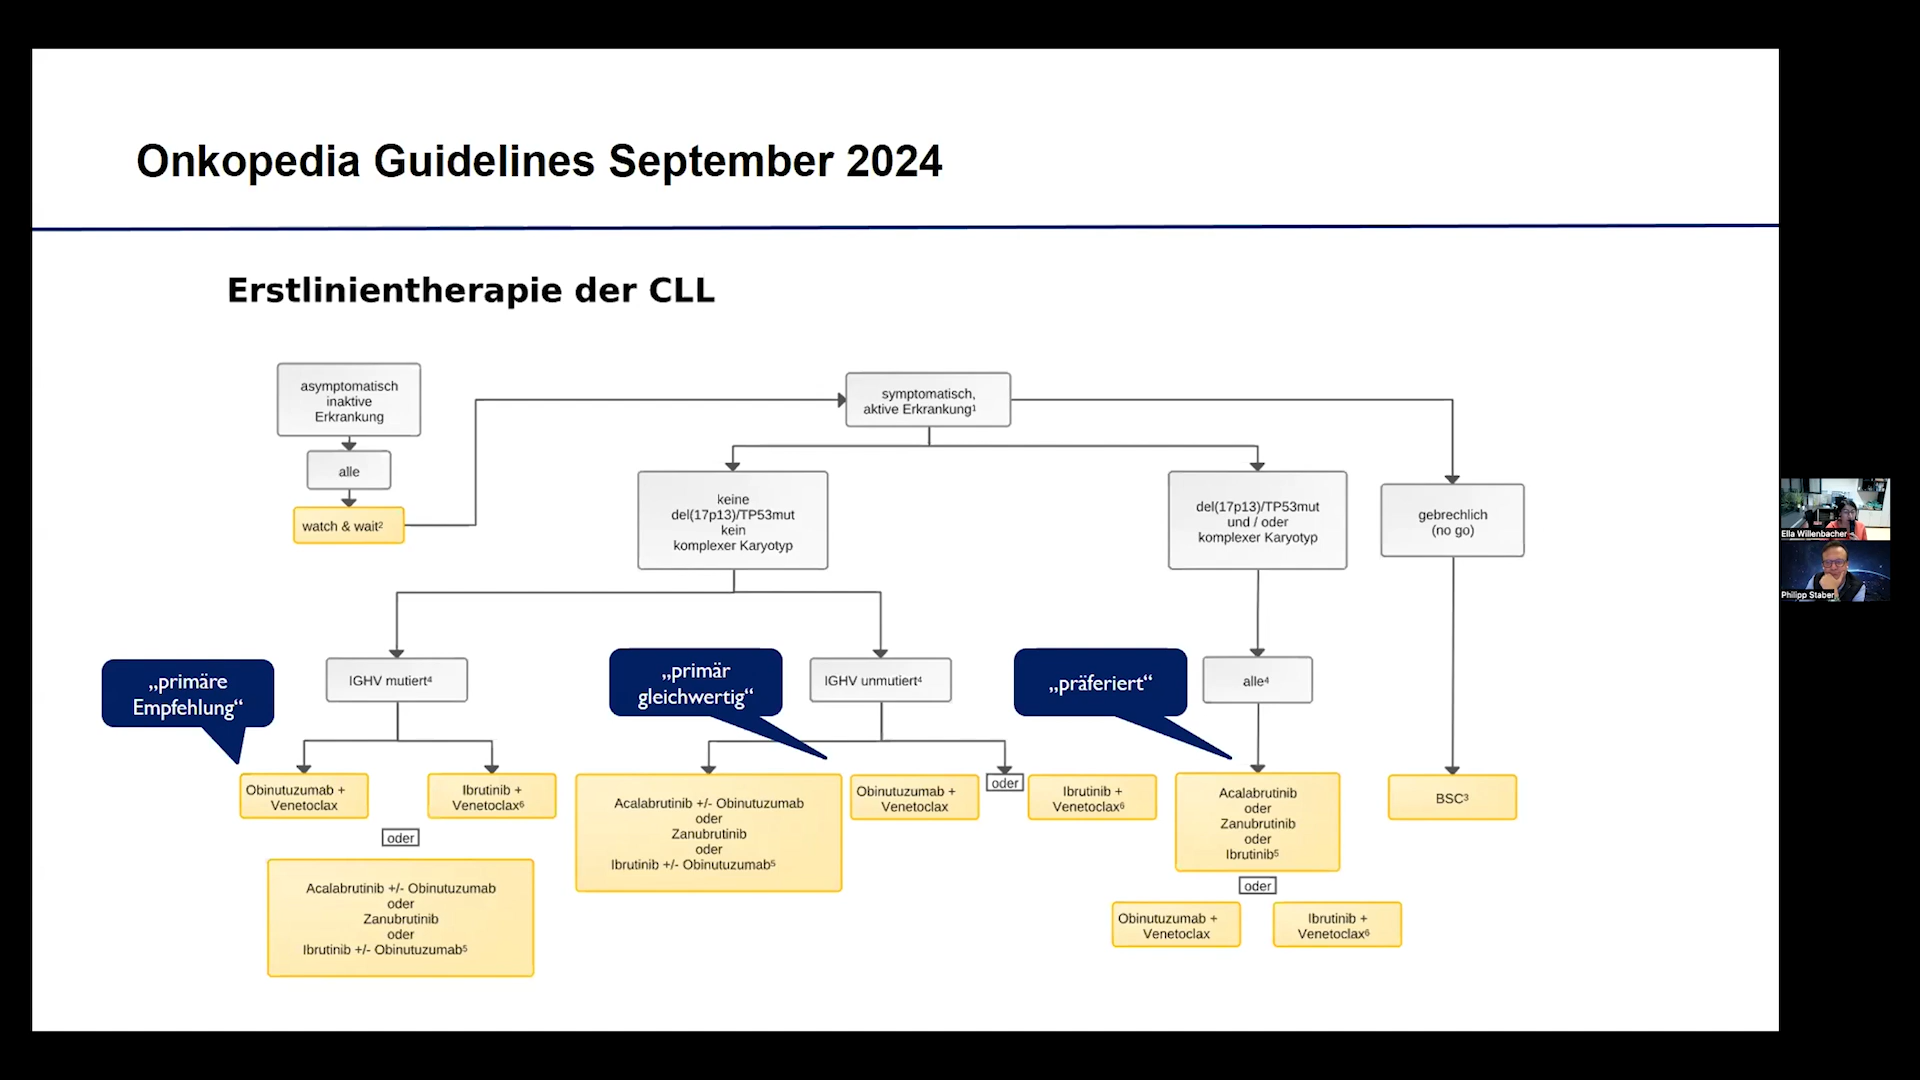 Onkopedia Guidelines September 2024
Erstlinientherapie der CLL
asymptomatisch
inaktive
Erkrankung
alle
watch & wait²
symptomatisch,
aktive Erkrankung¹
keine
del(17p13)/TP53mut
kein
komplexer Karyotyp
del(17p13)/TP53mut
und / oder
komplexer Karyotyp
gebrechlich
(no go)
„primäre
Empfehlung“
IGHV mutiert⁴
„primär
gleichwertig“
IGHV unmutiert⁴
„präferiert“
alle⁴
Obinutuzumab +
Venetoclax
Ibrutinib +
Venetoclax⁶
oder
Acalabrutinib +/- Obinutuzumab
oder
Zanubrutinib
oder
Ibrutinib +/- Obinutuzumab⁵
Acalabrutinib +/- Obinutuzumab
oder
Zanubrutinib
oder
Ibrutinib +/- Obinutuzumab⁵
Obinutuzumab +
Venetoclax
oder
Ibrutinib +
Venetoclax⁶
Acalabrutinib
oder
Zanubrutinib
oder
Ibrutinib⁵
oder
Obinutuzumab +
Venetoclax
Ibrutinib +
Venetoclax⁶
BSC³
Ella Willenbacher
Philipp Staber